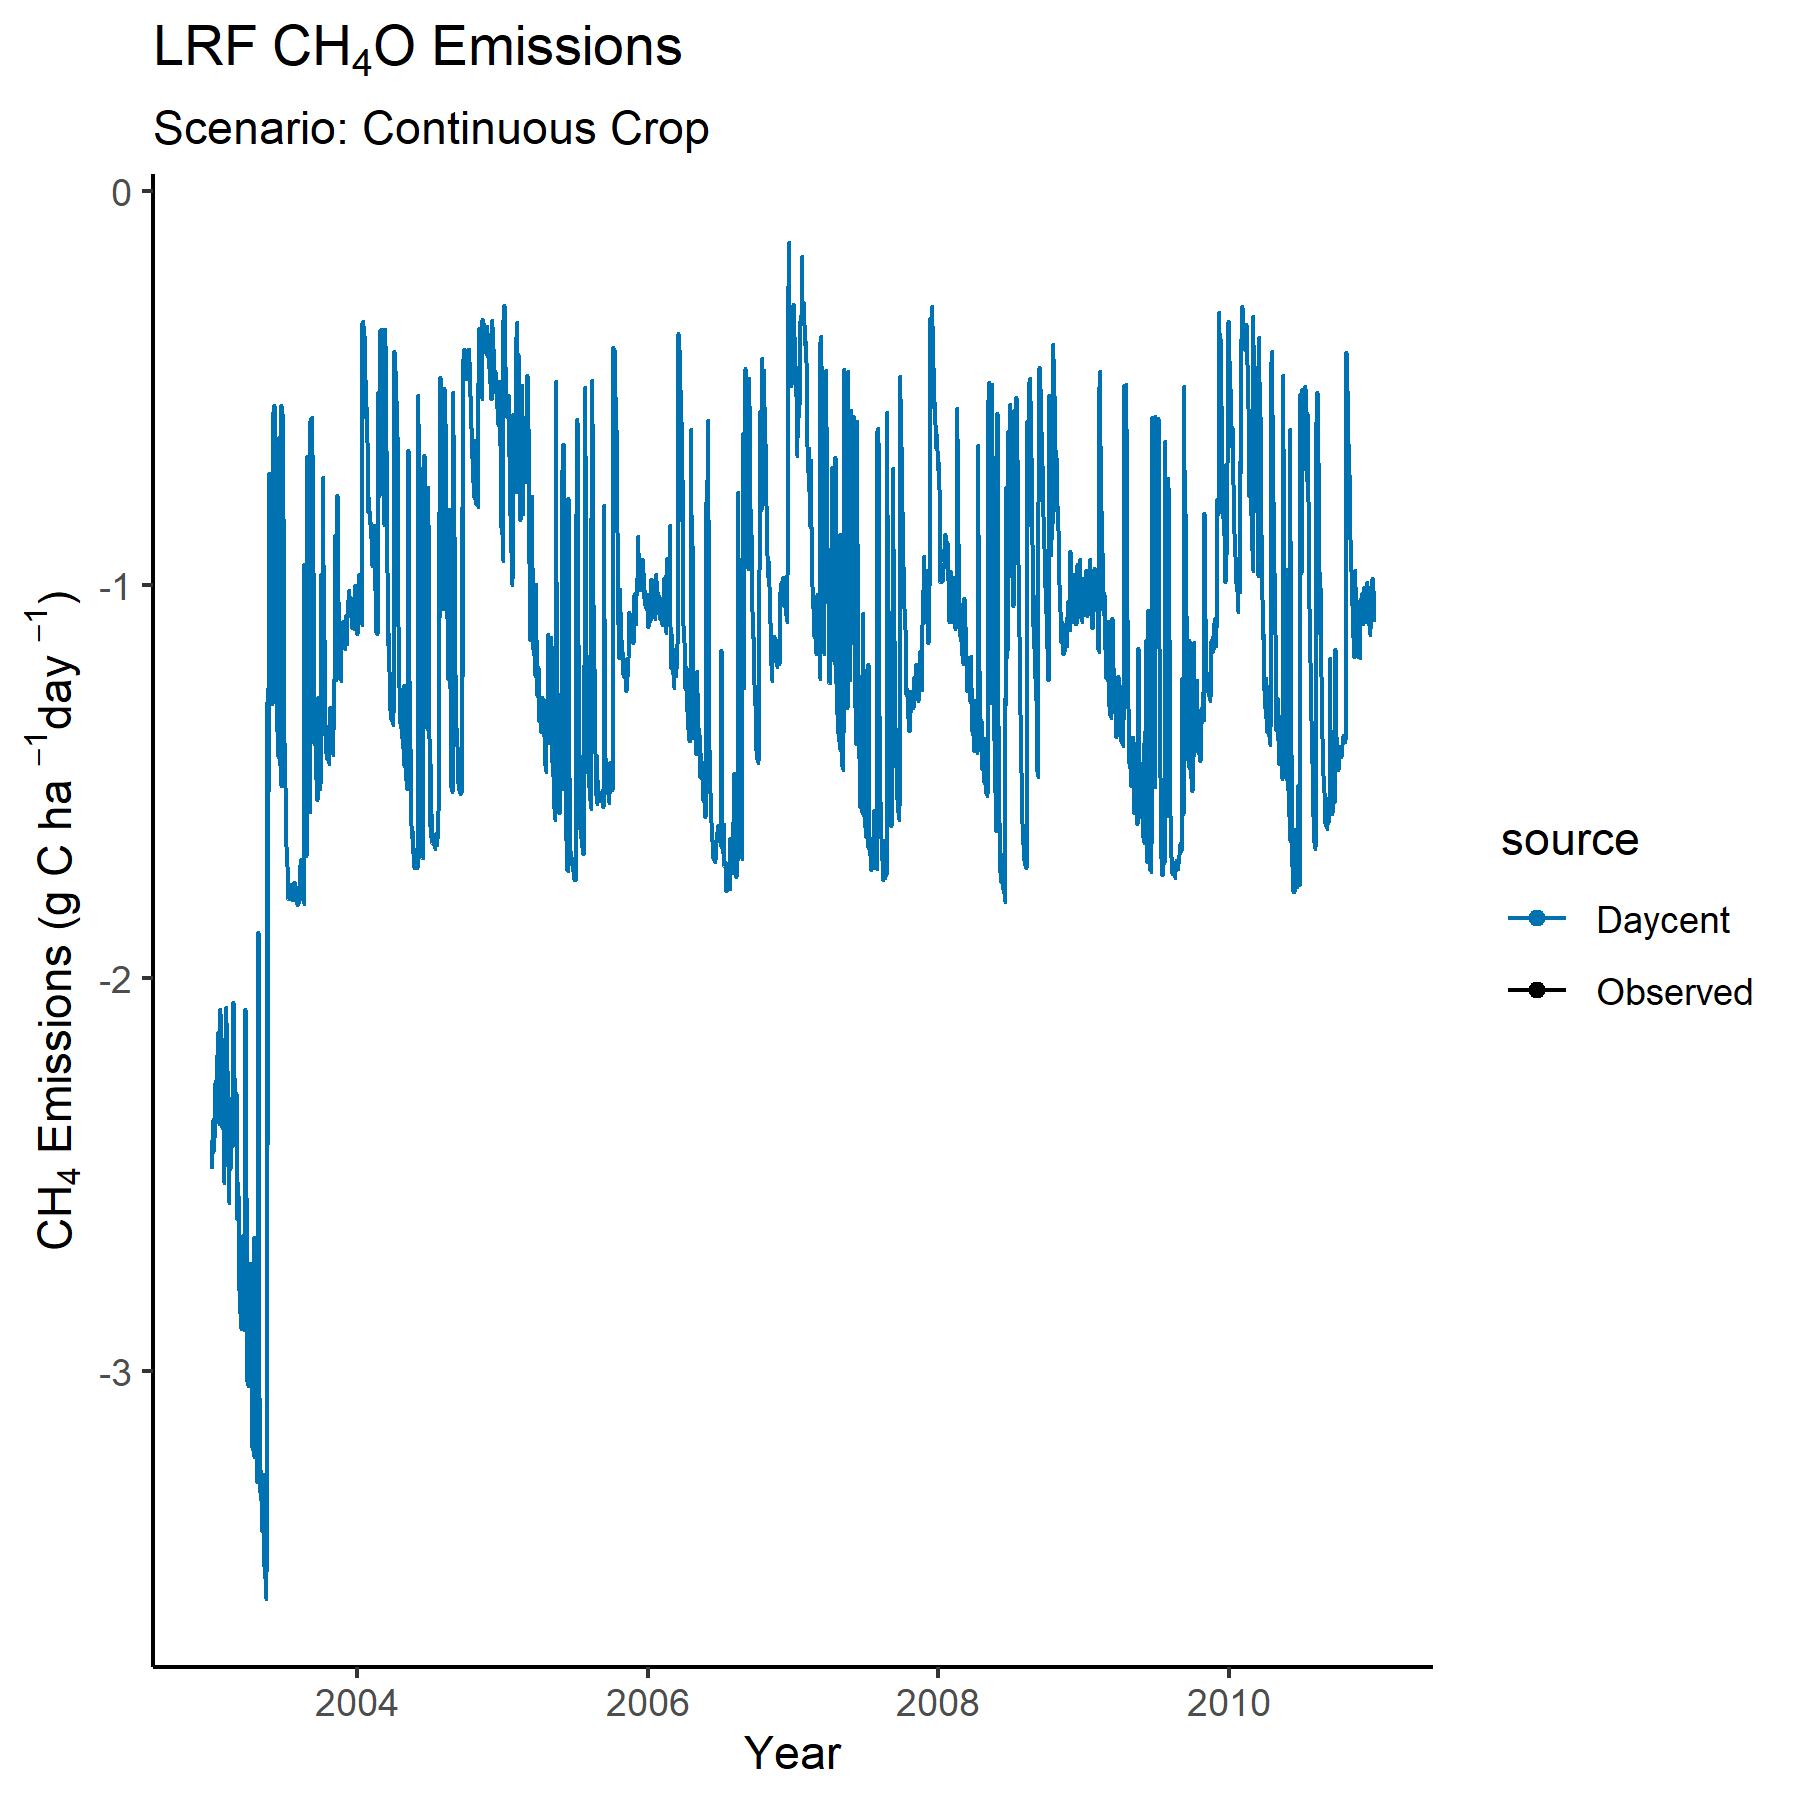 LRF CH₄O Emissions
Scenario: Continuous Crop
0
-1
-2
-3
CH₄ Emissions (g C ha ⁻¹day ⁻¹)
2004 2006 2008 2010
Year
source
Daycent
Observed